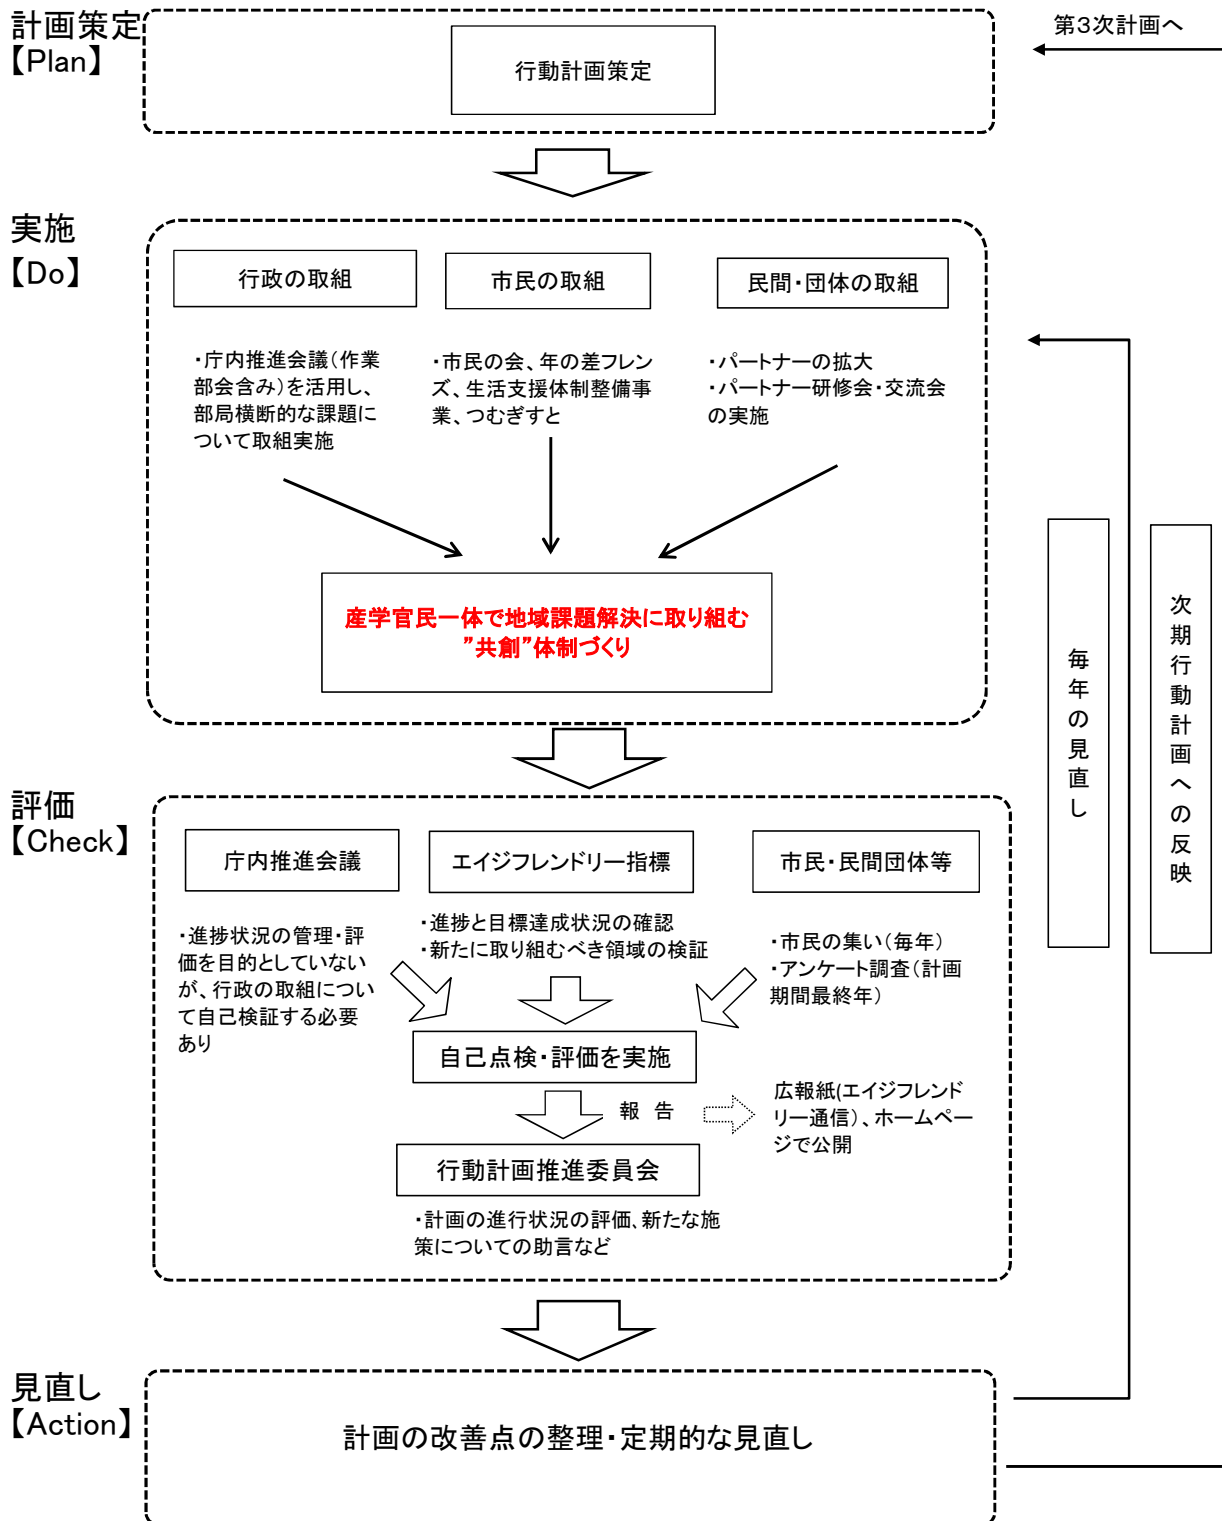 計画策定
【Plan】
行動計画策定
第3次計画へ
実施
【Do】
行政の取組
市民の取組
民間・団体の取組
・庁内推進会議（作業
部会含み）を活用し、
部局横断的な課題に
ついて取組実施
・市民の会、年の差フレン
ズ、生活支援体制整備事
業、つむぎすと
・パートナーの拡大
・パートナー研修会・交流会
の実施
産学官民一体で地域課題解決に取り組む
”共創”体制づくり
毎年の見直し
次期行動計画への反映
評価
【Check】
庁内推進会議
エイジフレンドリー指標
市民・民間団体等
・進捗状況の管理・評
価を目的としていない
が、行政の取組につい
て自己検証する必要
あり
・進捗と目標達成状況の確認
・新たに取り組むべき領域の検証
・市民の集い（毎年）
・アンケート調査（計画
期間最終年）
自己点検・評価を実施
報 告
広報紙(エイジフレンド
リー通信）、ホームペー
ジで公開
行動計画推進委員会
・計画の進行状況の評価、新たな施
策についての助言など
見直し
【Action】
計画の改善点の整理・定期的な見直し